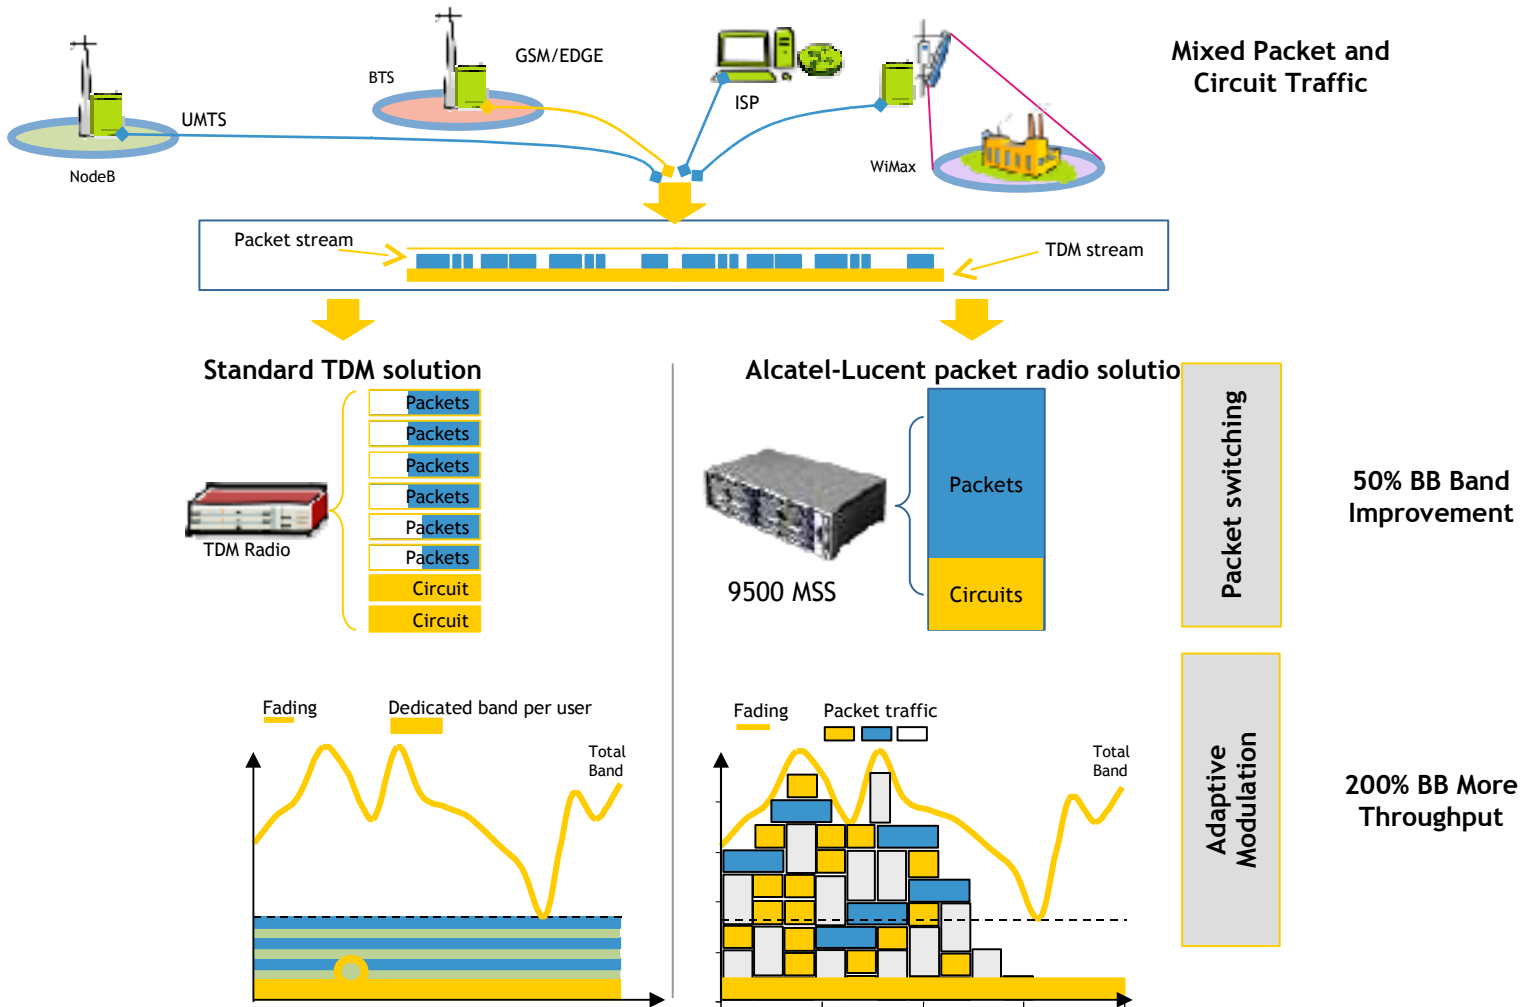 Mixed Packet and
Circuit Traffic
GSM/EDGE
BTS
ISP
UMTS
NodeB
WiMax
Packet stream
TDM stream
Standard TDM solution
Alcatel-Lucent packet radio solutio
Packets
Packets
Packets
Packets
Packets
Packets
Circuit
Circuit
TDM Radio
Packets
Circuits
9500 MSS
Packet switching
50% BB Band
Improvement
Fading
Dedicated band per user
Total
Band
Fading
Packet traffic
Total
Band
Adaptive
Modulation
200% BB More
Throughput